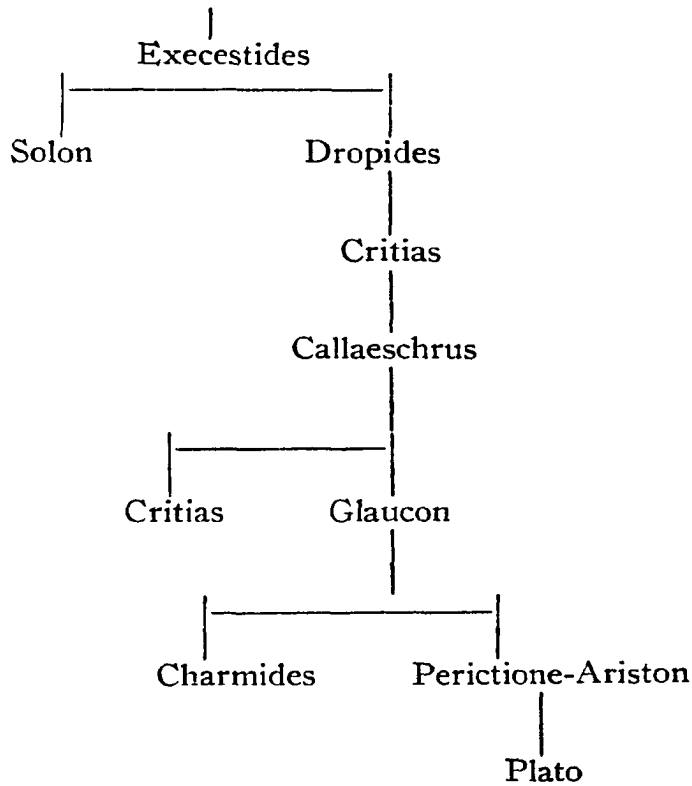 Execestides
Solon Dropides
Critias
Callaeschrus
Critias Glaucon
Charmides Perictione-Ariston
Plato